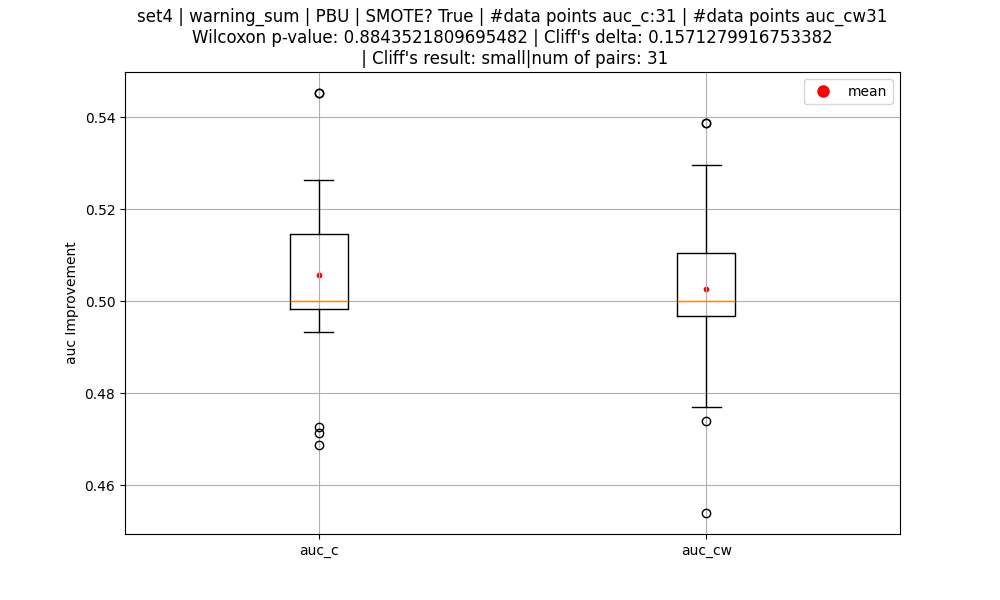 set4 | warning_sum | PBU | SMOTE? True | #data points auc_c:31 | #data points auc_cw31
Wilcoxon p-value: 0.8843521809695482 | Cliff's delta: 0.1571279916753382
| Cliff's result: small|num of pairs: 31
mean
0.54
0.52
0.50
0.48
0.46
auc Improvement
auc_c
auc_cw